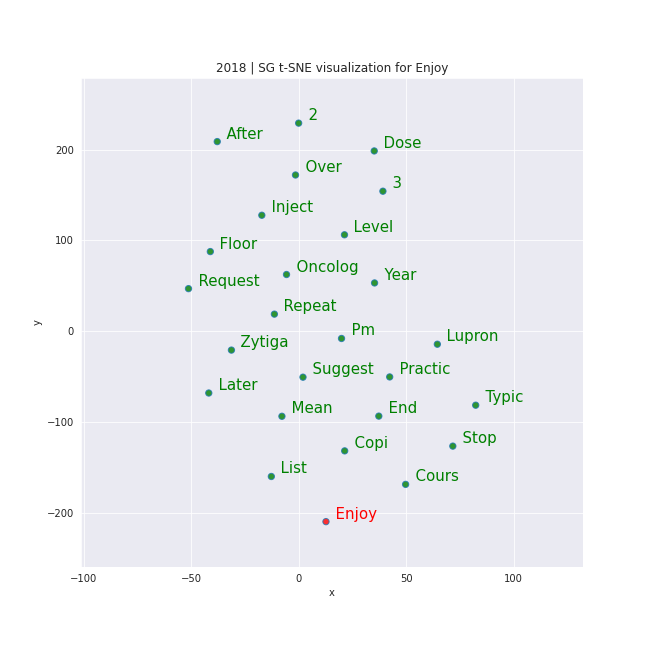 2018 | SG t-SNE visualization for Enjoy
2
After
Dose
Over
3
Inject
Level
Floor
Oncolog
Year
Request
Repeat
Pm
Lupron
Zytiga
Suggest
Practic
Later
Typic
Mean
End
Stop
Copi
List
Cours
Enjoy
200
100
0
−100
−200
y
−100
−50
0
50
100
x